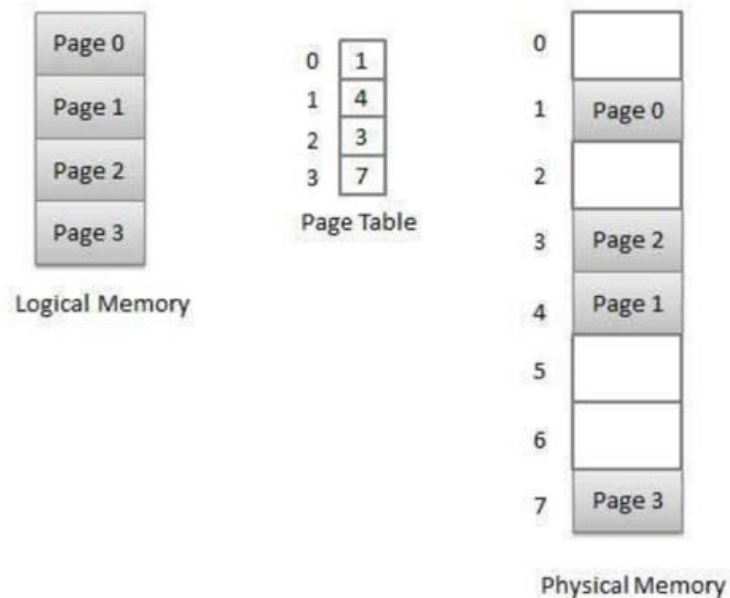 Page 0
Page 1
Page 2
Page 3
Logical Memory
0 1
1 4
2 3
3 7
Page Table
0
1 Page 0
2
3 Page 2
4 Page 1
5
6
7 Page 3
Physical Memory